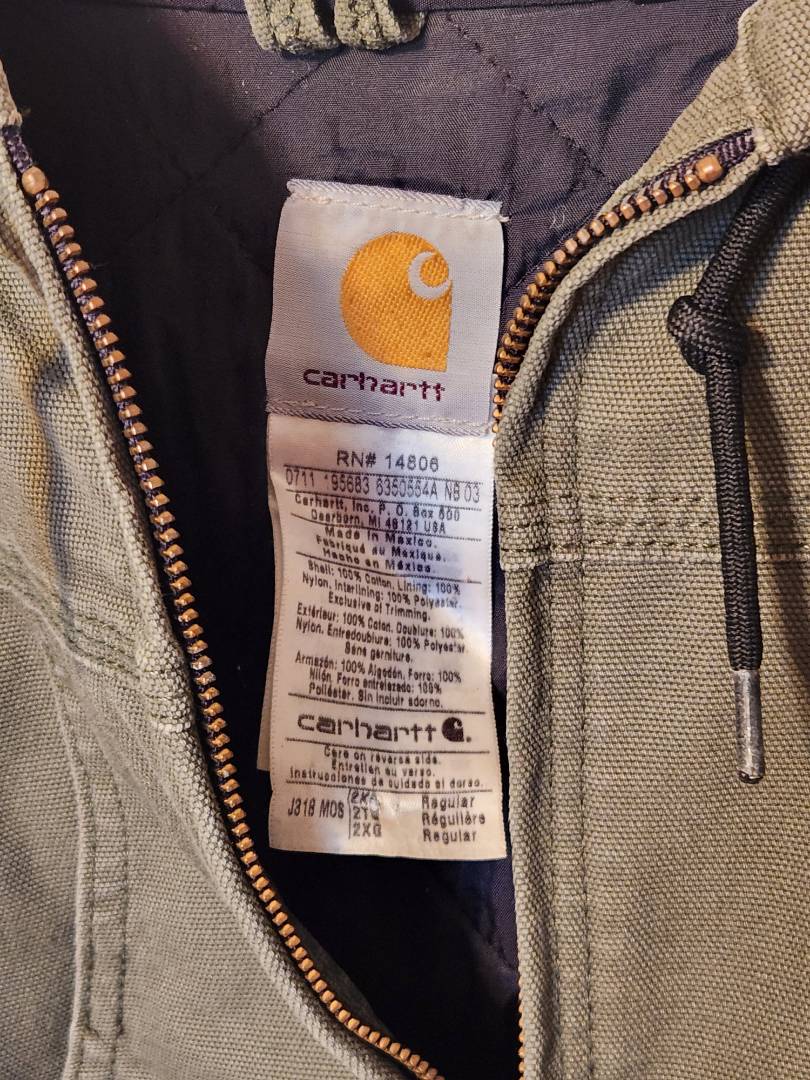 carhartt
RN# 14806
0711 195683 6350564A NB 03
Carhartt, Inc. P. O. Box 600
Dearborn, MI 48121 USA
Made in Mexico.
Fabriqué au Mexique.
Hecho en México.
Shell: 100% Cotton. Lining: 100%
Nylon. Interlining: 100% Polyester.
Exclusive of Trimming.
Extérieur: 100% Coton. Doublure: 100%
Nylon. Entredoublure: 100% Polyester.
Sans garniture.
Armazón: 100% Algodón. Forro: 100%
Nilón. Forro entrelazado: 100%
Poliéster. Sin incluir adorno.
carhartt
Care on reverse side.
Entretien au verso.
Instrucciones de cuidado al dorso.
J318 MOS
Regular
2TG Régulière
2XG Regular